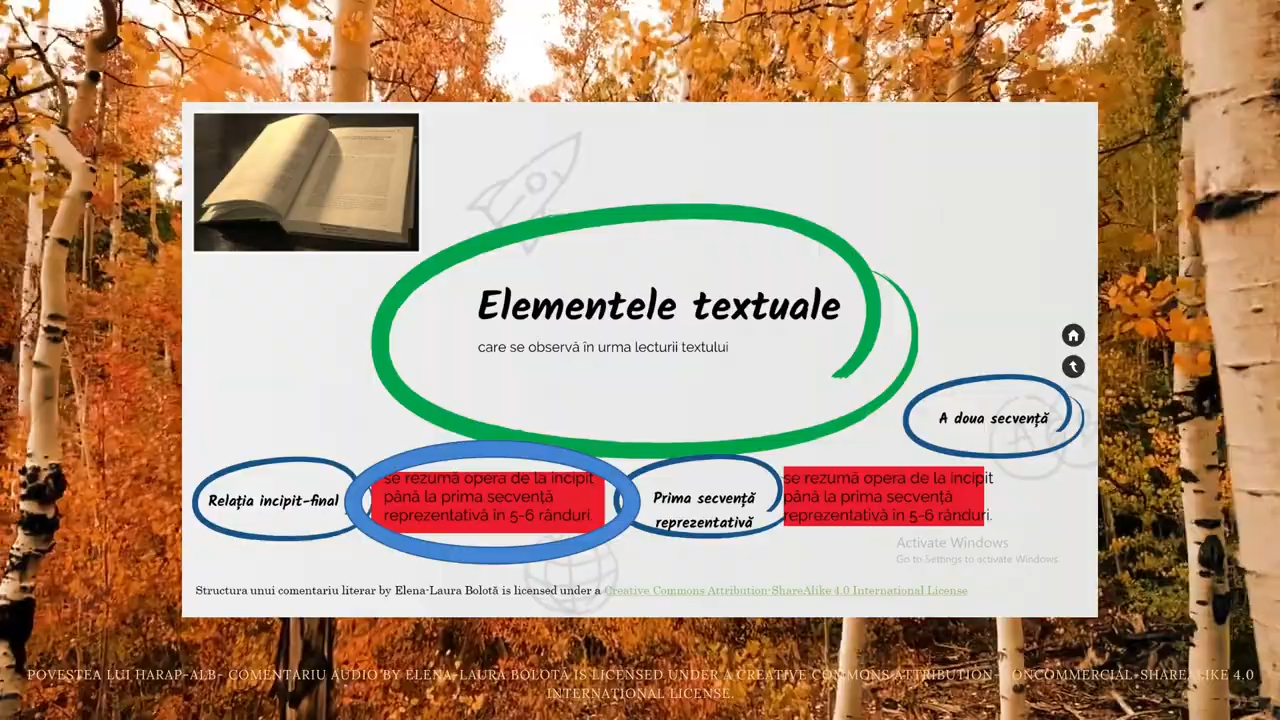 Elementele textuale
care se observă în urma lecturii textului
A doua secvență
Relația incipit-final
se rezumă opera de la incipit
până la prima secvență
reprezentativă în 5-6 rânduri.
Prima secvență
reprezentativă
se rezumă opera de la incipit
până la prima secvență
reprezentativă în 5-6 rânduri.
Activate Windows
Go to Settings to activate Windows
Structura unui comentariu literar by Elena-Laura Bolotă is licensed under a Creative Commons Attribution-ShareAlike 4.0 International License
POVESTEA LUI HARAP-ALB- COMENTARIU AUDIO BY ELENA-LAURA BOLOTĂ IS LICENSED UNDER A CREATIVE COMMONS ATTRIBUTION- ONCOMMERCIAL-SHAREALIKE 4.0
INTERNATIONAL LICENSE.